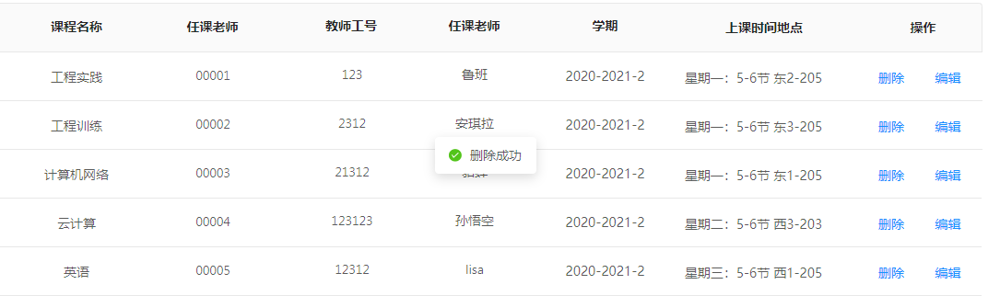 课程名称 任课老师 教师工号 任课老师 学期 上课时间地点 操作
工程实践 00001 123 鲁班 2020-2021-2 星期一：5-6节 东2-205 删除 编辑
工程训练 00002 2312 安琪拉 2020-2021-2 星期一：5-6节 东3-205 删除 编辑
删除成功
计算机网络 00003 21312 2020-2021-2 星期一：5-6节 东1-205 删除 编辑
云计算 00004 123123 孙悟空 2020-2021-2 星期二：5-6节 西3-203 删除 编辑
英语 00005 12312 lisa 2020-2021-2 星期三：5-6节 西1-205 删除 编辑